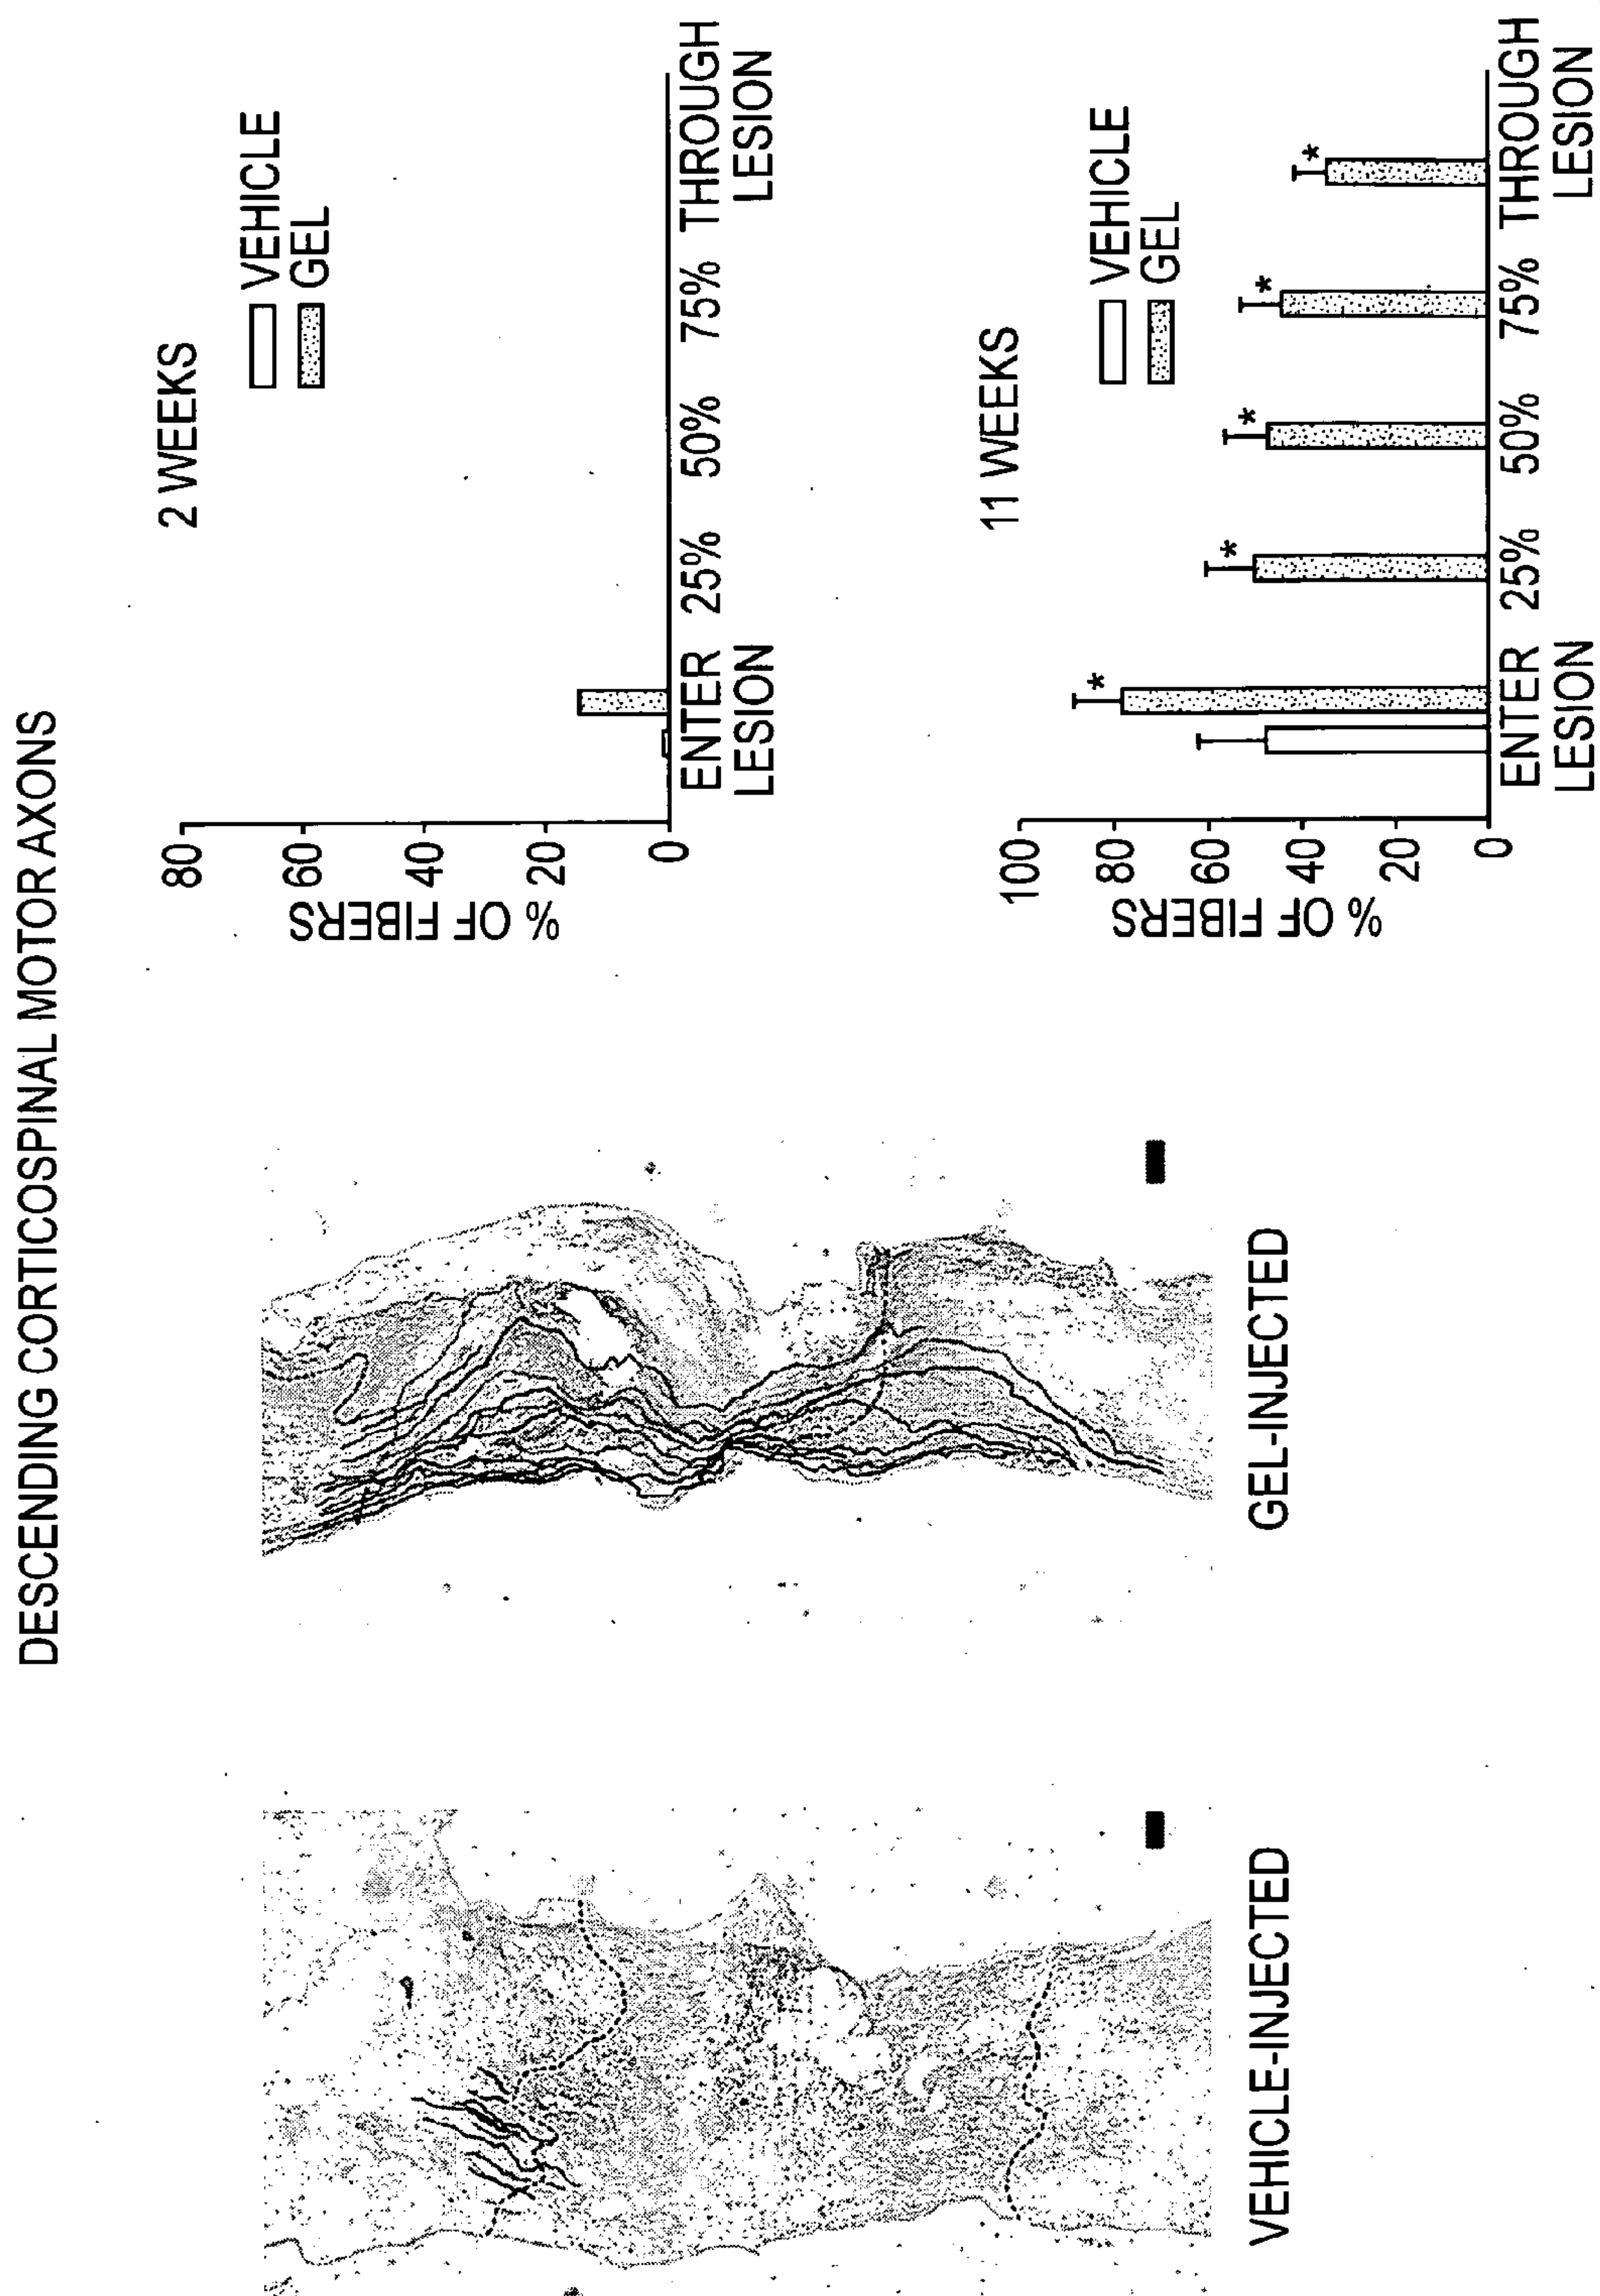 DESCENDING CORTICOSPINAL MOTOR AXONS
VEHICLE-INJECTED
GEL-INJECTED
2 WEEKS
VEHICLE
GEL
% OF FIBERS
80
60
40
20
0
ENTER LESION
25%
50%
75%
THROUGH LESION
11 WEEKS
VEHICLE
GEL
% OF FIBERS
100
80
60
40
20
0
*
*
*
*
*
ENTER LESION
25%
50%
75%
THROUGH LESION